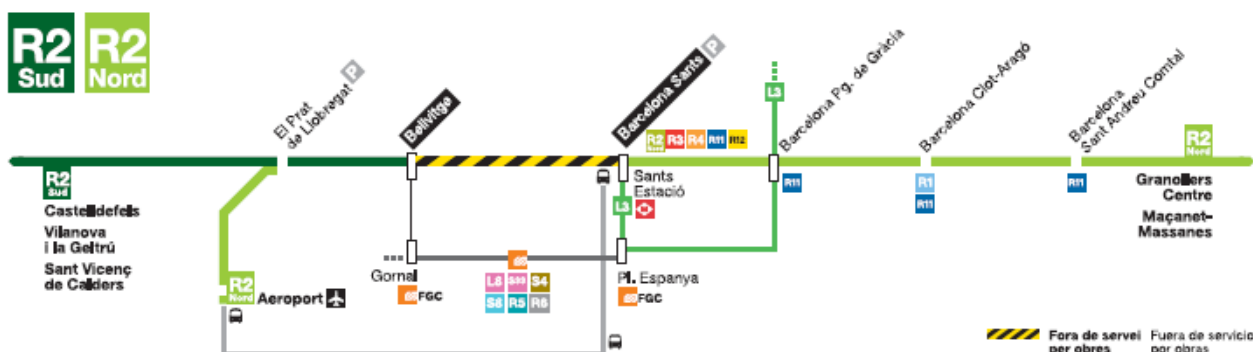 R2
Sud
R2
Nord
El Prat
de Llobregat
P
Bellvitge
Barcelona Sants
P
L3
Barcelona Pg. de Gràcia
Barcelona Clot-Aragó
Barcelona
Sant Andreu Comtal
R2
Nord
R2
Nord
R3
R4
R11
R12
R2
Sud
Castelldefels
Vilanova
i la Geltrú
Sant Vicenç
de Calders
Sants
Estació
L3
R11
R1
R11
R11
Granollers
Centre
Maçanet-
Massanes
Gornal
FGC
L8 S33 S4
S8 R5 R6
Pl. Espanya
FGC
R2
Nord
Aeroport
Fora de servei
per obres
Fuera de servicio
por obras